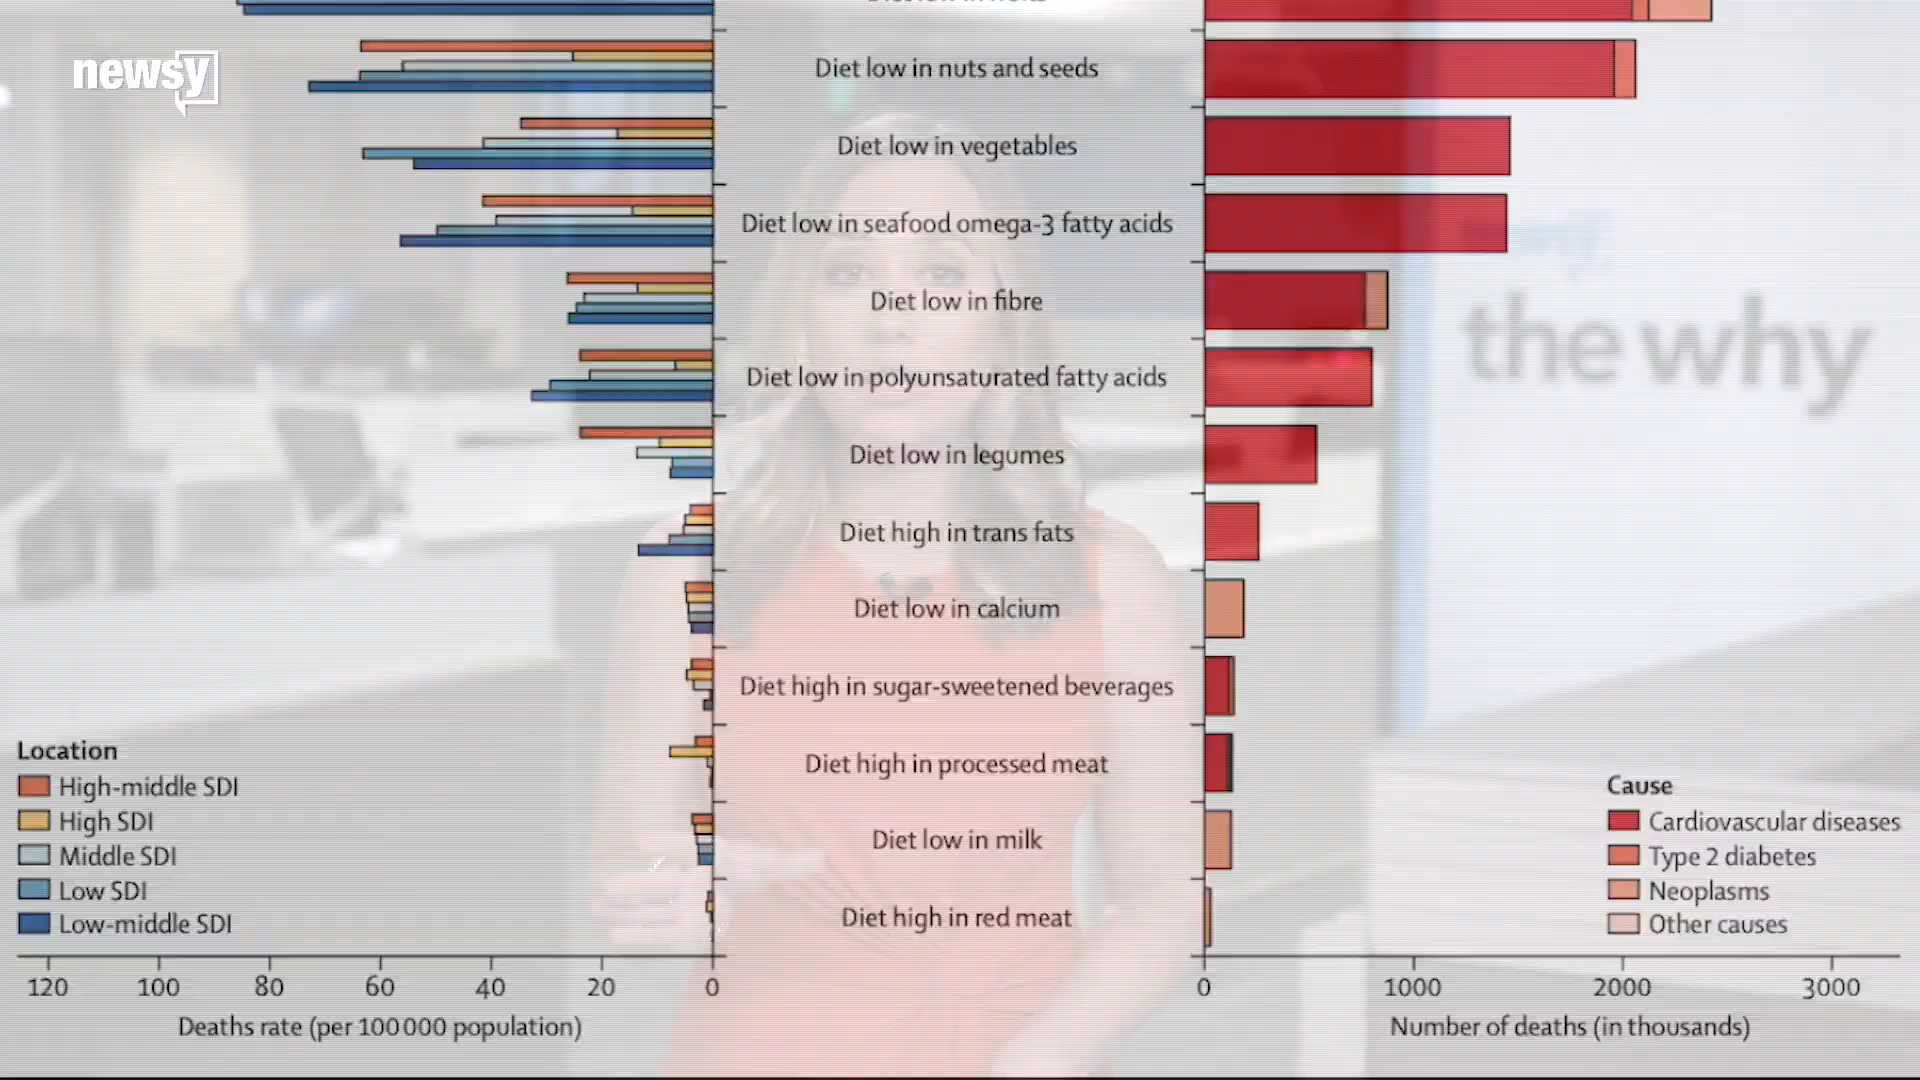 newsy
Diet low in nuts and seeds
Diet low in vegetables
Diet low in seafood omega-3 fatty acids
Diet low in fibre
Diet low in polyunsaturated fatty acids
Diet low in legumes
Diet high in trans fats
Diet low in calcium
Diet high in sugar-sweetened beverages
Diet high in processed meat
Diet low in milk
Diet high in red meat
the why
Location
High-middle SDI
High SDI
Middle SDI
Low SDI
Low-middle SDI
Cause
Cardiovascular diseases
Type 2 diabetes
Neoplasms
Other causes
120 100 80 60 40 20 0
Deaths rate (per 100 000 population)
0 1000 2000 3000
Number of deaths (in thousands)